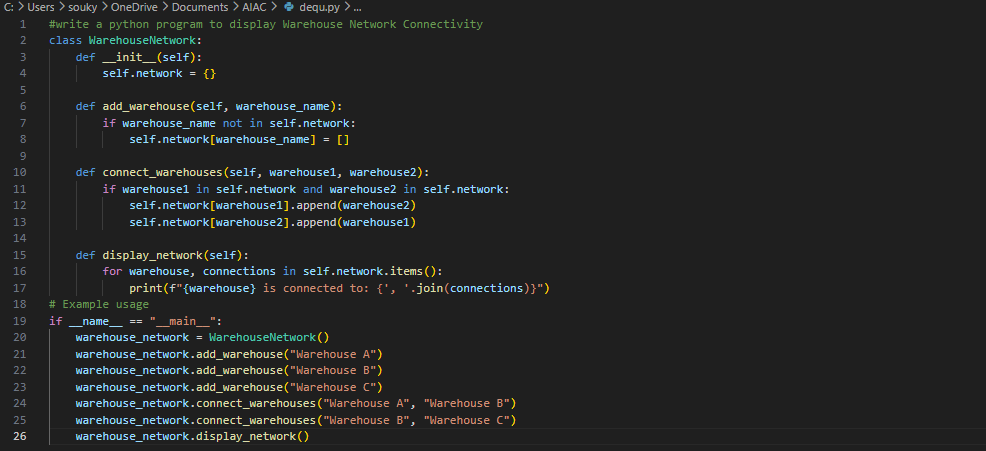 C: > Users > souky > OneDrive > Documents > AIAC > dequ.py > ...
1 #write a python program to display Warehouse Network Connectivity
2 class WarehouseNetwork:
3     def __init__(self):
4         self.network = {}
5
6     def add_warehouse(self, warehouse_name):
7         if warehouse_name not in self.network:
8             self.network[warehouse_name] = []
9
10     def connect_warehouses(self, warehouse1, warehouse2):
11         if warehouse1 in self.network and warehouse2 in self.network:
12             self.network[warehouse1].append(warehouse2)
13             self.network[warehouse2].append(warehouse1)
14
15     def display_network(self):
16         for warehouse, connections in self.network.items():
17             print(f"{warehouse} is connected to: {', '.join(connections)}")
18 # Example usage
19 if __name__ == "__main__":
20     warehouse_network = WarehouseNetwork()
21     warehouse_network.add_warehouse("Warehouse A")
22     warehouse_network.add_warehouse("Warehouse B")
23     warehouse_network.add_warehouse("Warehouse C")
24     warehouse_network.connect_warehouses("Warehouse A", "Warehouse B")
25     warehouse_network.connect_warehouses("Warehouse B", "Warehouse C")
26     warehouse_network.display_network()